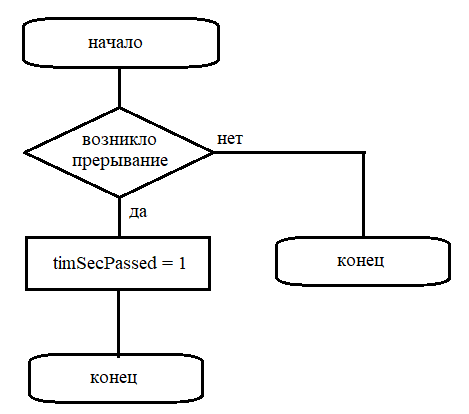 начало
возникло
прерывание
нет
да
timSecPassed = 1
конец
конец